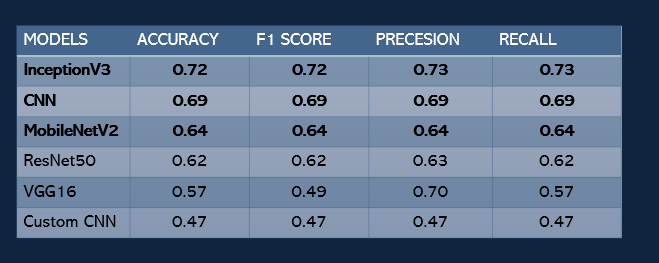 MODELS ACCURACY F1 SCORE PRECESION RECALL
InceptionV3 0.72 0.72 0.73 0.73
CNN 0.69 0.69 0.69 0.69
MobileNetV2 0.64 0.64 0.64 0.64
ResNet50 0.62 0.62 0.63 0.62
VGG16 0.57 0.49 0.70 0.57
Custom CNN 0.47 0.47 0.47 0.47